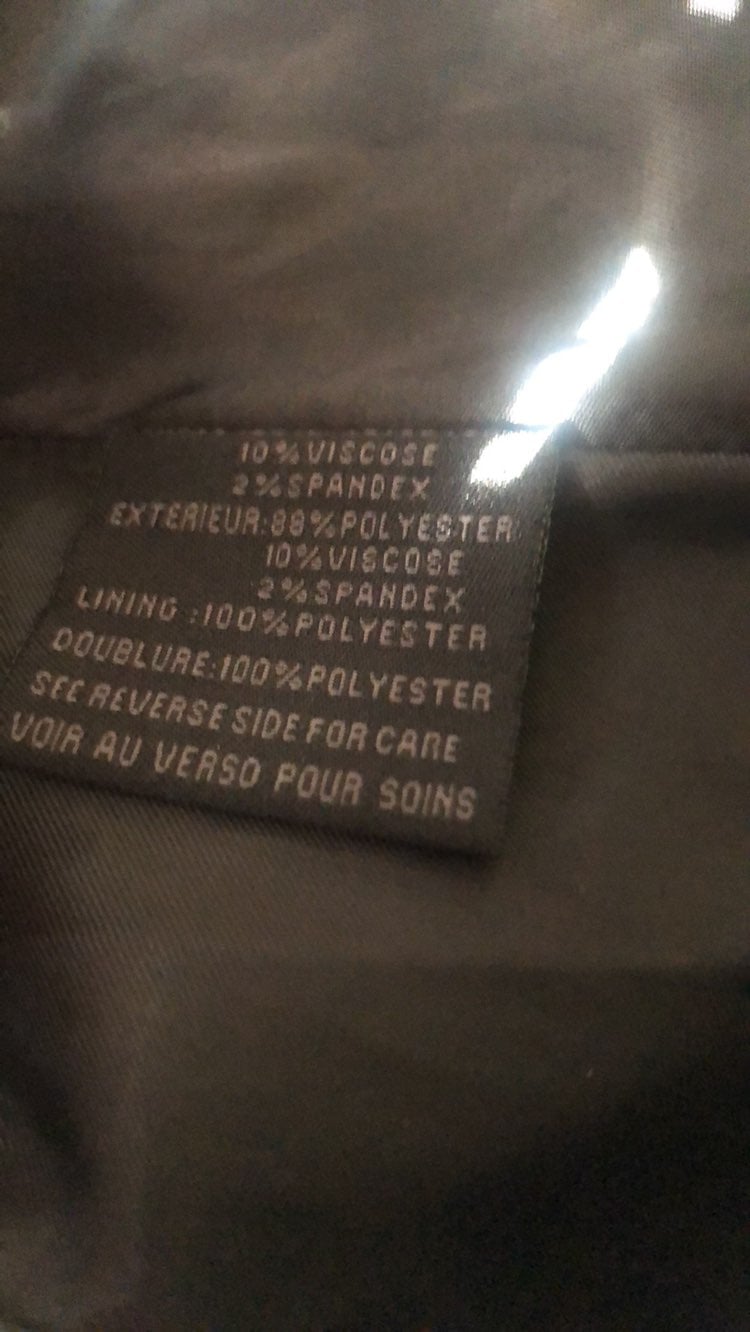 10%VISCOSE
2%SPANDEX
EXTERIEUR:88%POLYESTER
10%VISCOSE
2%SPANDEX
LINING :100%POLYESTER
DOUBLURE:100%POLYESTER
SEE REVERSE SIDE FOR CARE
VOIR AU VERSO POUR SOINS